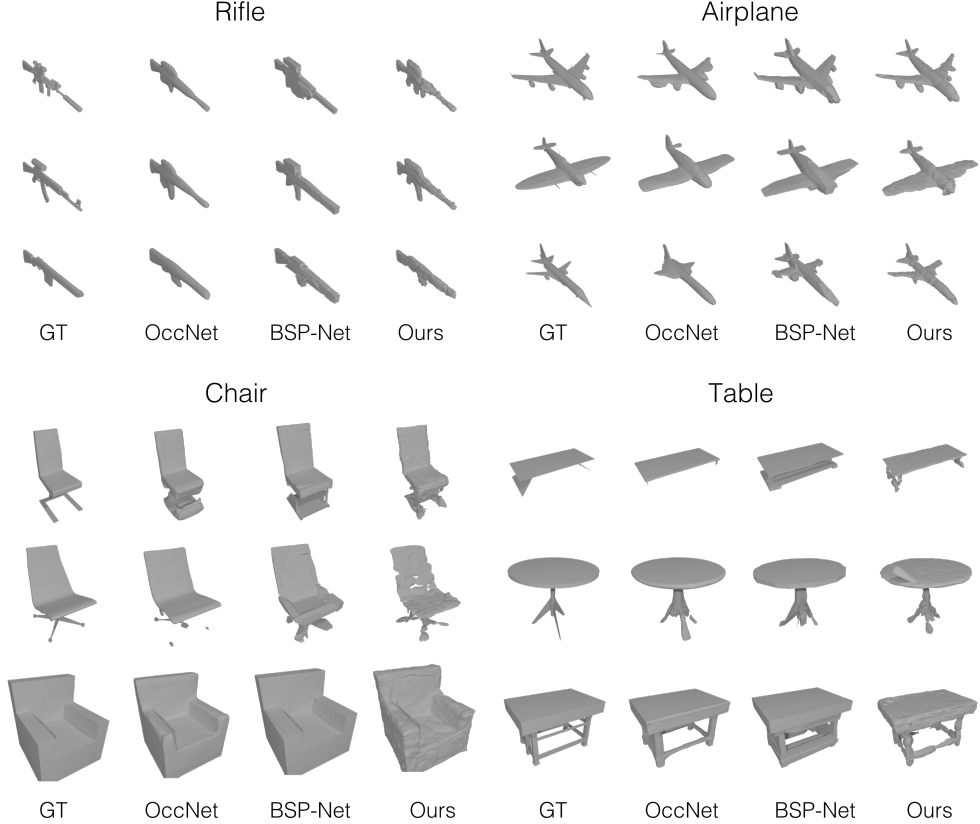 Rifle
Airplane
GT OccNet BSP-Net Ours
GT OccNet BSP-Net Ours
Chair
Table
GT OccNet BSP-Net Ours
GT OccNet BSP-Net Ours